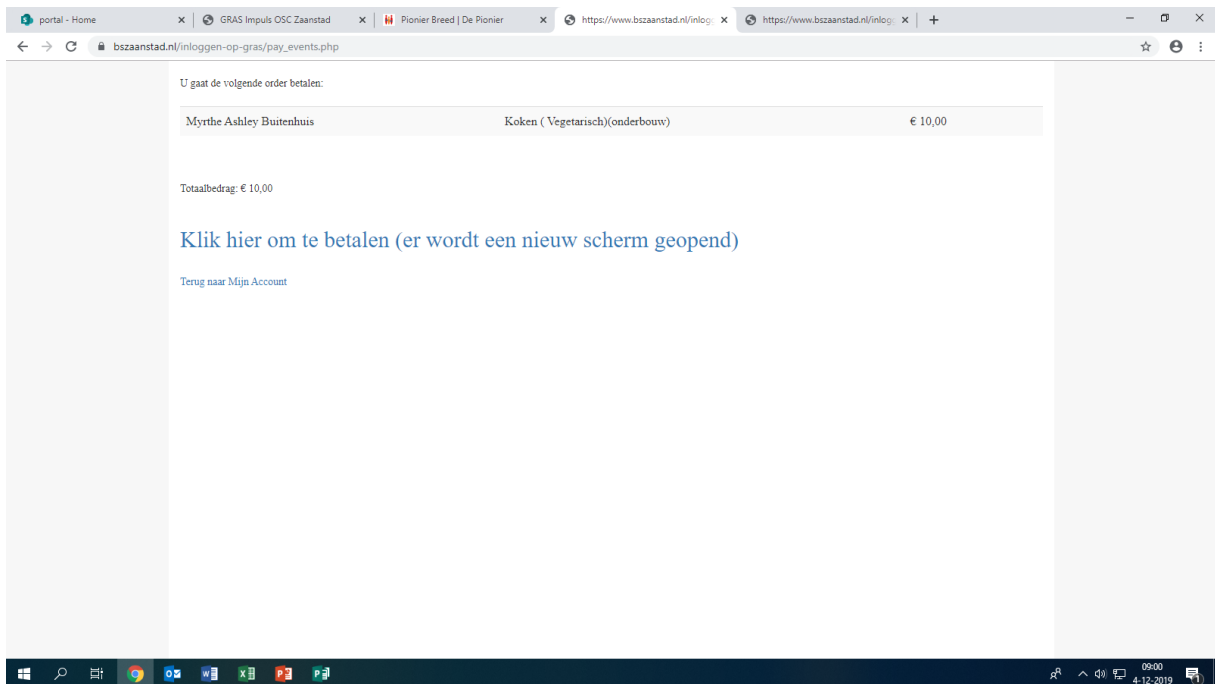 portal - Home
GRAS Impuls OSC Zaanstad
Pionier Breed | De Pionier
https://www.bszaanstad.nl/inlog
https://www.bszaanstad.nl/inlog
bszaanstad.nl/inloggen-op-gras/pay_events.php
U gaat de volgende order betalen:
Myrthe Ashley Buitenhuis Koken ( Vegetarisch)(onderbouw) € 10,00
Totaalbedrag: € 10,00
Klik hier om te betalen (er wordt een nieuw scherm geopend)
Terug naar Mijn Account
09:00
4-12-2019